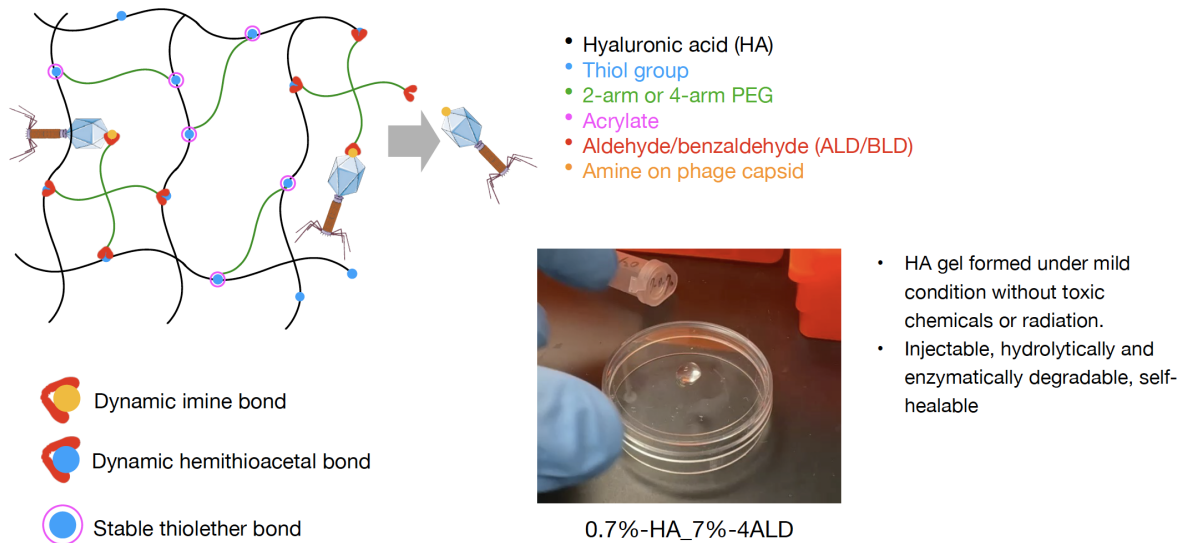 Hyaluronic acid (HA)
Thiol group
2-arm or 4-arm PEG
Acrylate
Aldehyde/benzaldehyde (ALD/BLD)
Amine on phage capsid
• HA gel formed under mild
condition without toxic
chemicals or radiation.
• Injectable, hydrolytically and
enzymatically degradable, self-
healable
Dynamic imine bond
Dynamic hemithioacetal bond
Stable thiolether bond
0.7%-HA_7%-4ALD